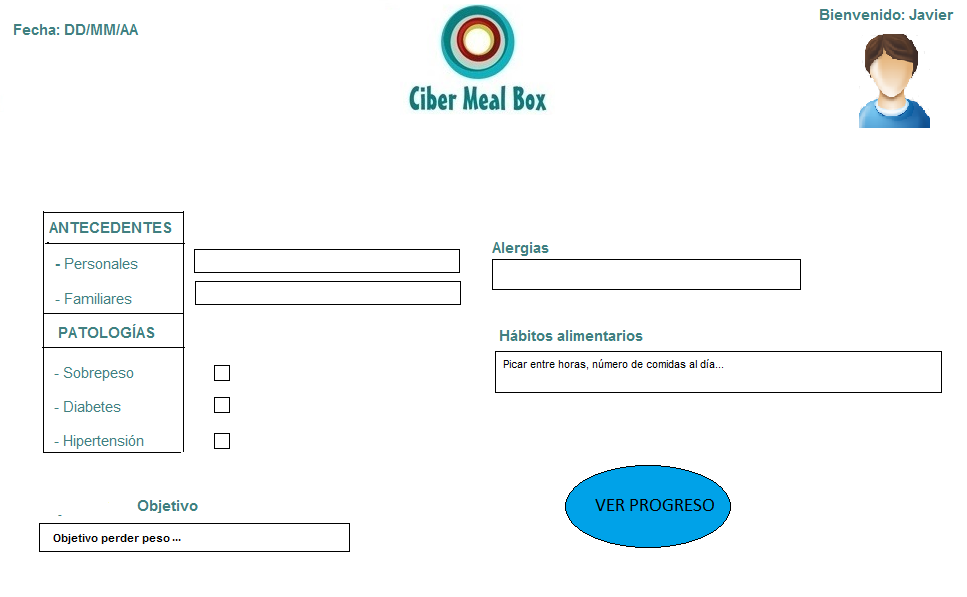 Fecha: DD/MM/AA
Bienvenido: Javier
Ciber Meal Box
ANTECEDENTES
- Personales
- Familiares
PATOLOGÍAS
- Sobrepeso
- Diabetes
- Hipertensión
Alergias
Hábitos alimentarios
Picar entre horas, número de comidas al día...
Objetivo
Objetivo perder peso...
VER PROGRESO